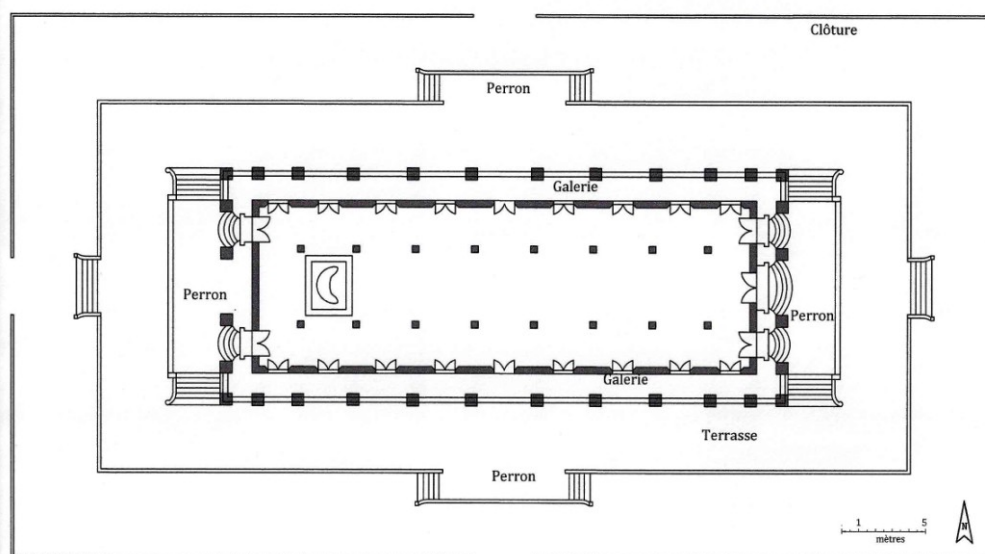 Clôture
Perron
Galerie
Perron
Perron
Galerie
Terrasse
Perron
1 5
mètres
N